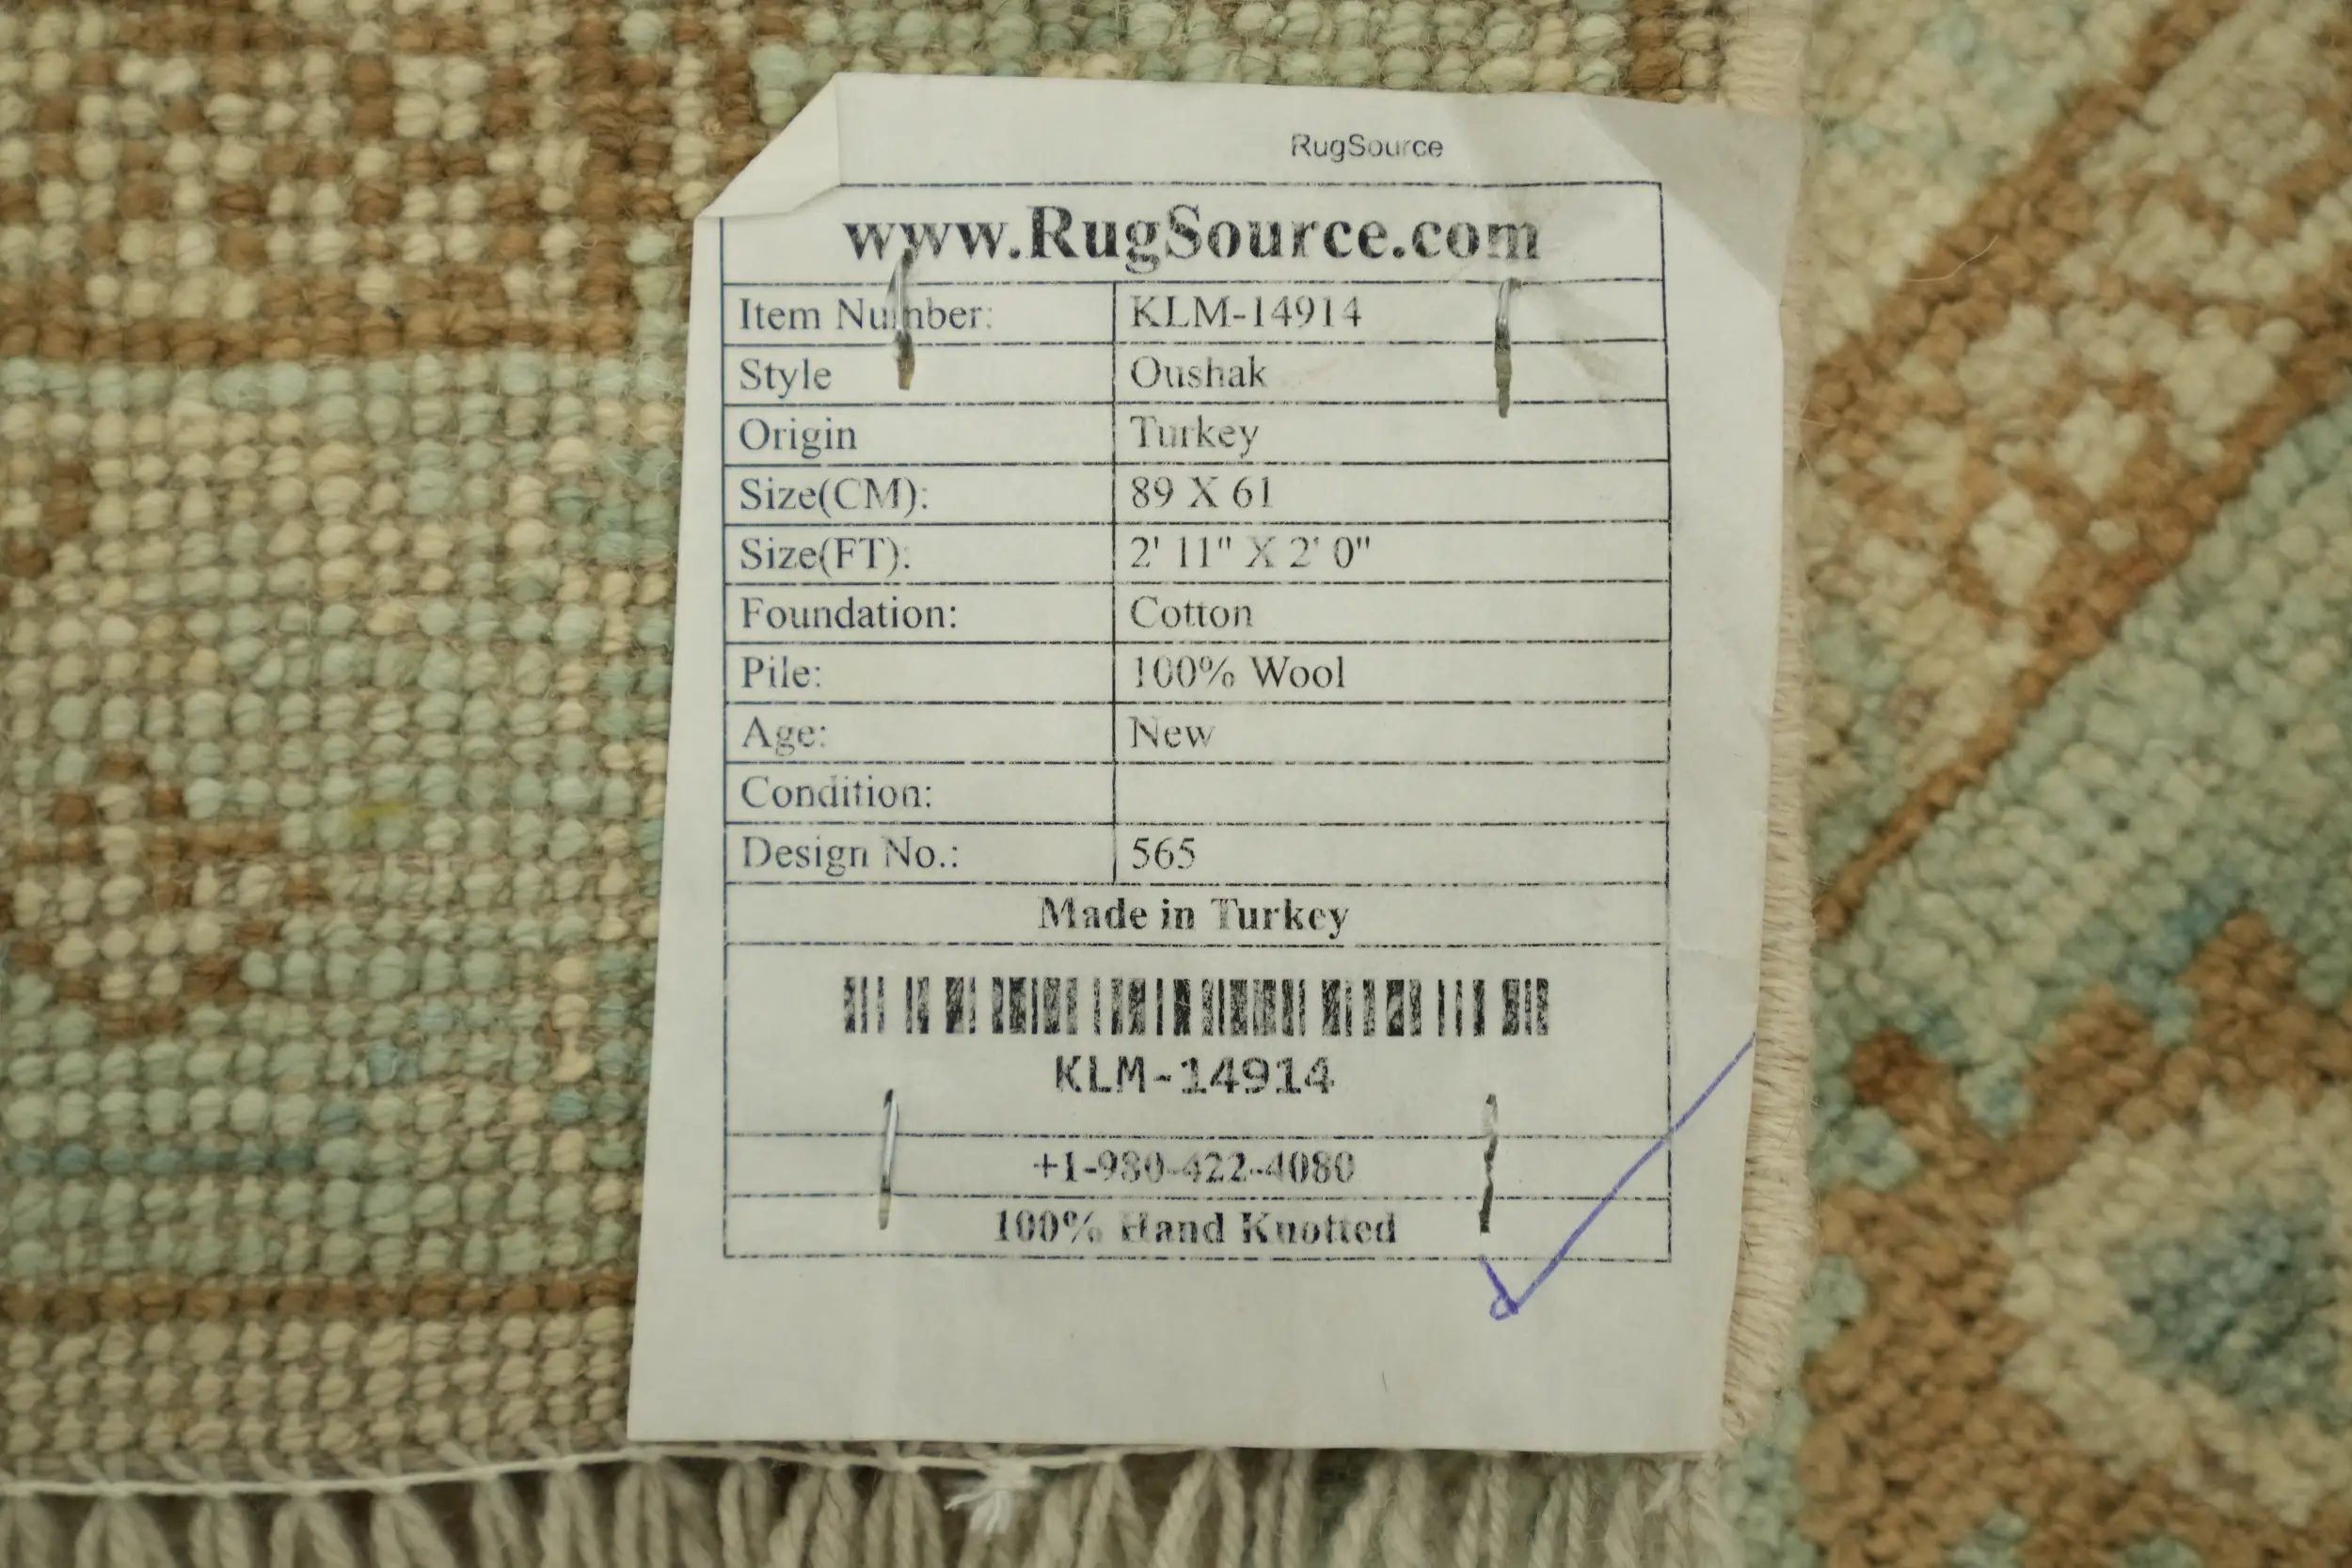 RugSource
www.RugSource.com
Item Number: KLM-14914
Style Oushak
Origin Turkey
Size(CM): 89 X 61
Size(FT): 2' 11" X 2' 0"
Foundation: Cotton
Pile: 100% Wool
Age: New
Condition:
Design No.: 565
Made in Turkey
KLM-14914
+1-980-422-4080
100% Hand Knotted